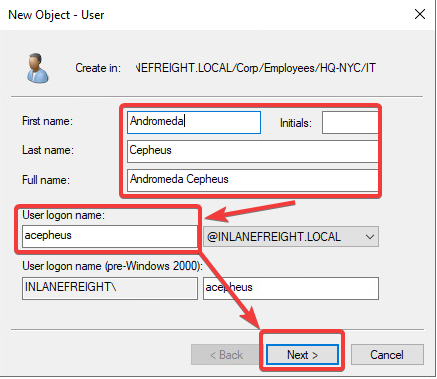 New Object - User
Create in: \NEFREIGHT.LOCAL/Corp/Employees/HQ-NYC/IT
First name: Andromeda Initials:
Last name: Cepheus
Full name: Andromeda Cepheus
User logon name:
acepheus @INLANEFREIGHT.LOCAL
User logon name (pre-Windows 2000):
INLANEFREIGHT\ acepheus
< Back Next > Cancel